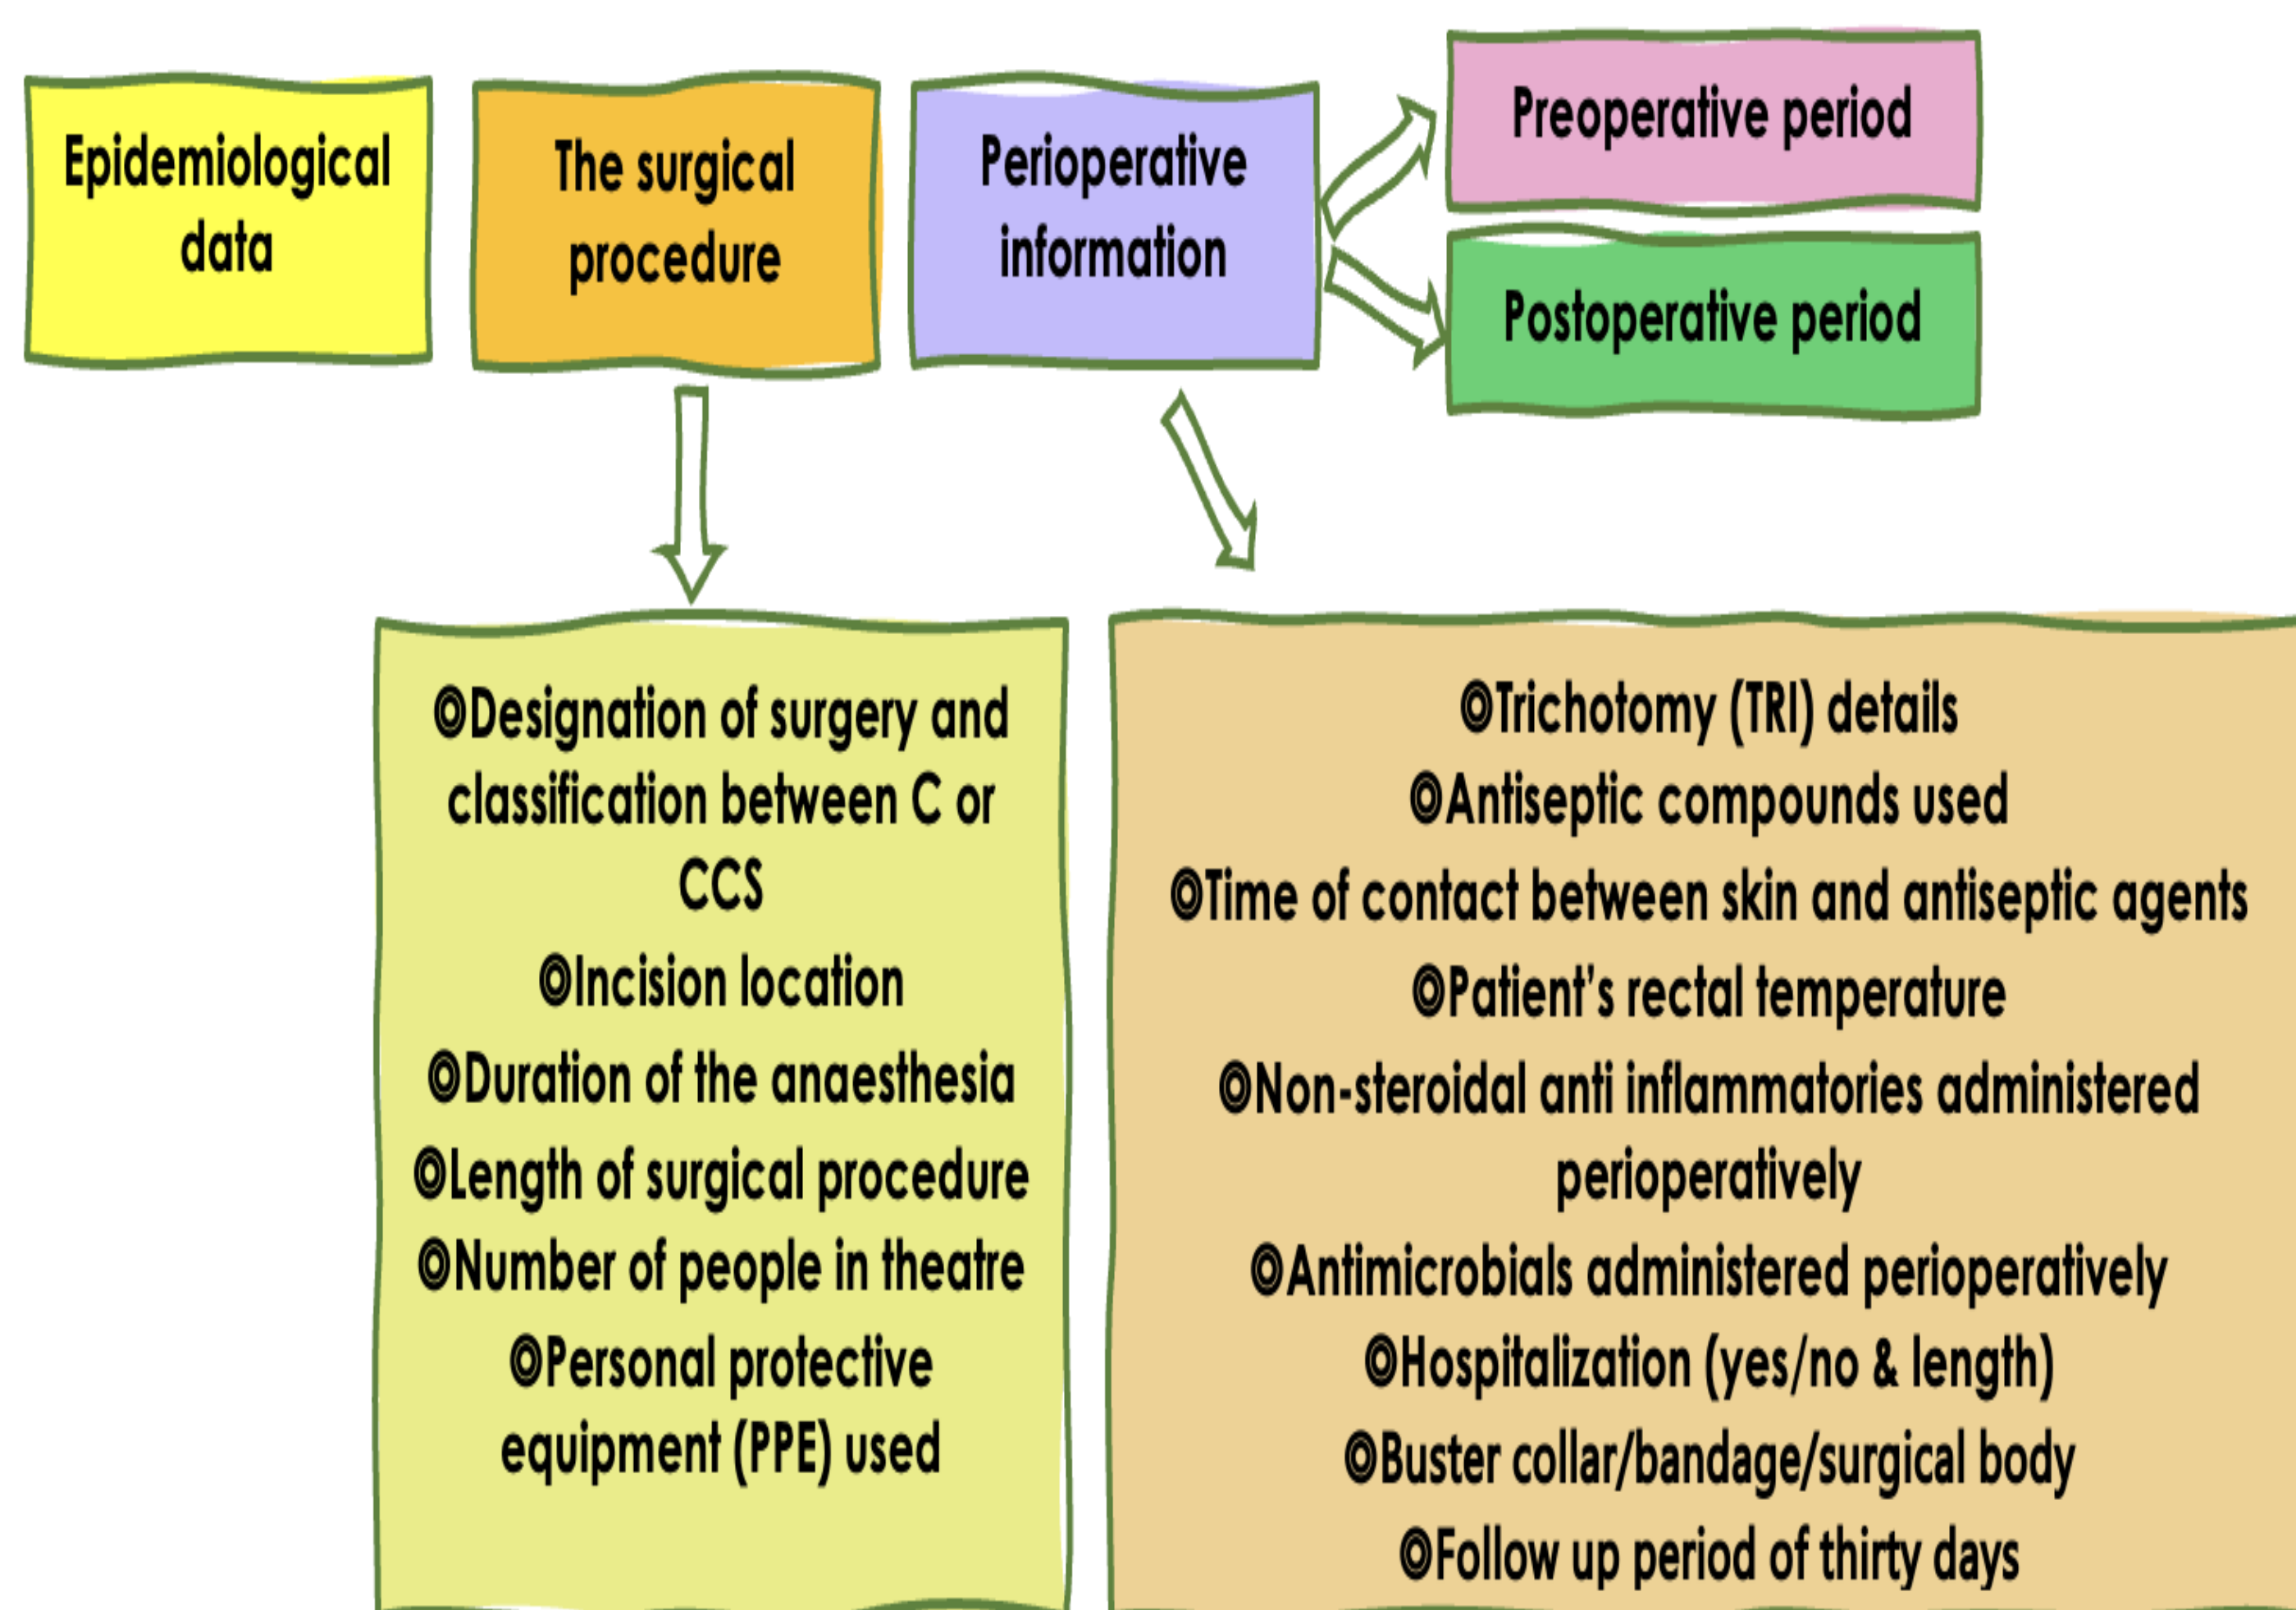 Epidemiological
data
The surgical
procedure
Perioperative
information
Preoperative period
Postoperative period
◎Designation of surgery and
classification between C or
CCS
◎Incision location
◎Duration of the anaesthesia
◎Length of surgical procedure
◎Number of people in theatre
◎Personal protective
equipment (PPE) used
◎Trichotomy (TRI) details
◎Antiseptic compounds used
◎Time of contact between skin and antiseptic agents
◎Patient's rectal temperature
◎Non-steroidal anti inflammatories administered
perioperatively
◎Antimicrobials administered perioperatively
◎Hospitalization (yes/no & length)
◎Buster collar/bandage/surgical body
◎Follow up period of thirty days